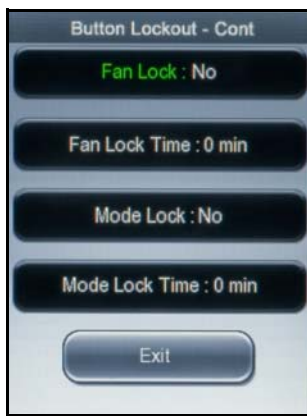 Button Lockout - Cont
Fan Lock : No
Fan Lock Time : 0 min
Mode Lock : No
Mode Lock Time : 0 min
Exit